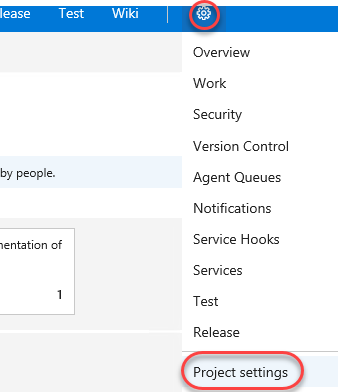 lease Test Wiki
Overview
Work
Security
Version Control
by people.
Agent Queues
Notifications
mentation of
Service Hooks
Services
1
Test
Release
Project settings